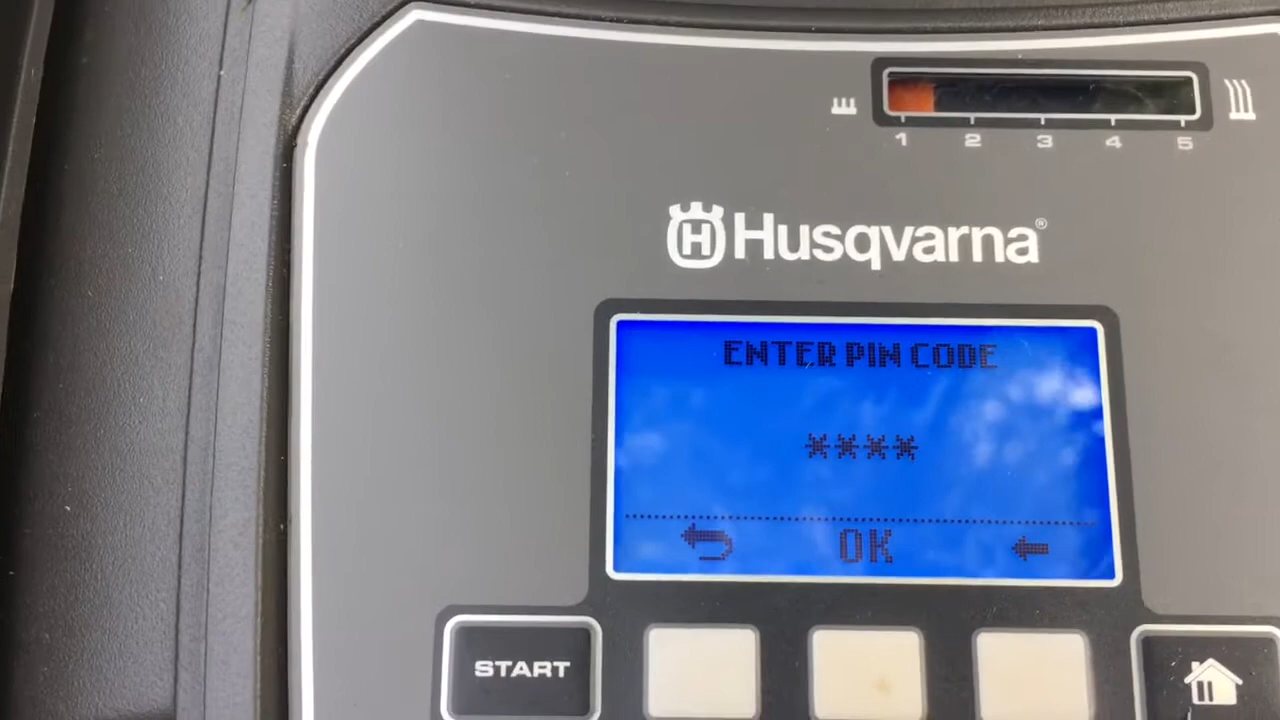 1 2 3 4 5
Husqvarna®
ENTER PIN CODE
****
OK
START